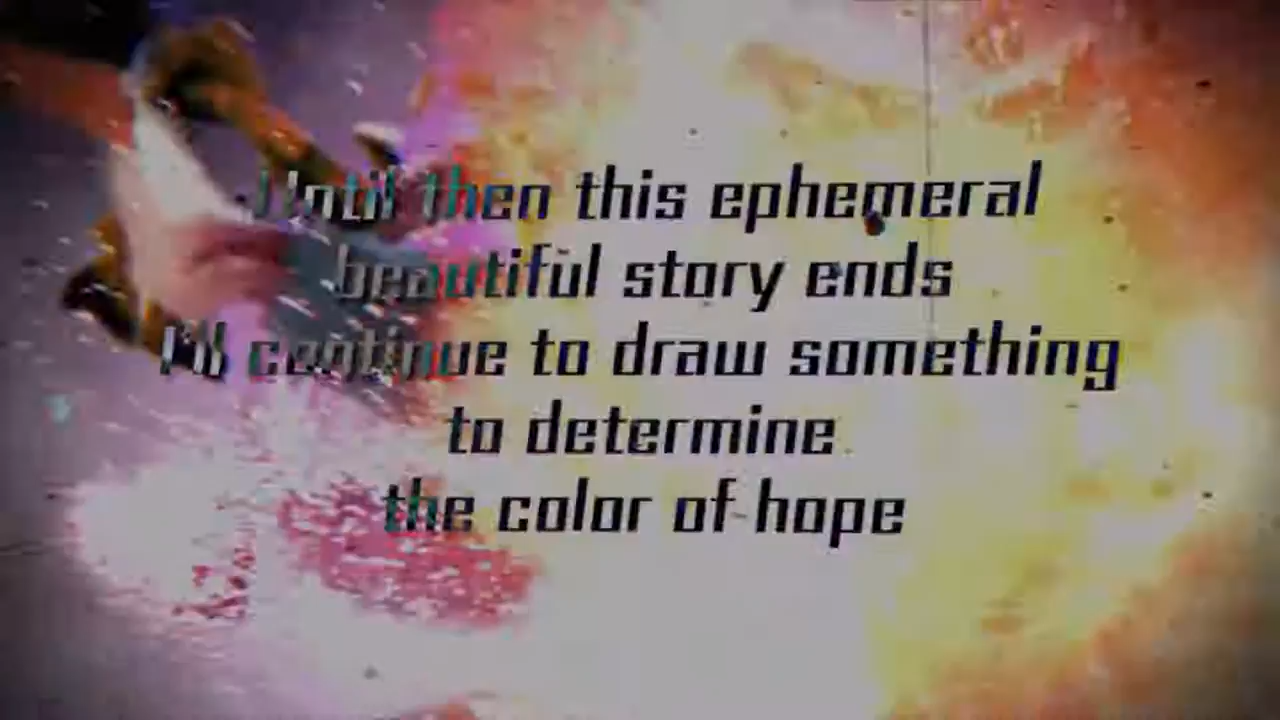 Until then this ephemeral
beautiful story ends
I'll continue to draw something
to determine
the color of hope